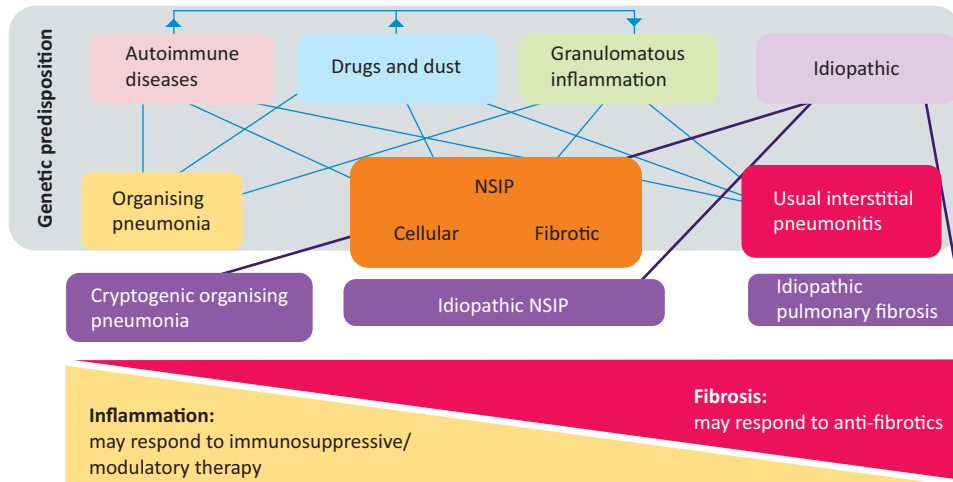 Genetic predisposition
Autoimmune
diseases
Drugs and dust
Granulomatous
inflammation
Idiopathic
Organising
pneumonia
NSIP
Cellular
Fibrotic
Usual interstitial
pneumonitis
Cryptogenic organising
pneumonia
Idiopathic NSIP
Idiopathic
pulmonary fibrosis
Inflammation:
may respond to immunosuppressive/
modulatory therapy
Fibrosis:
may respond to anti-fibrotics